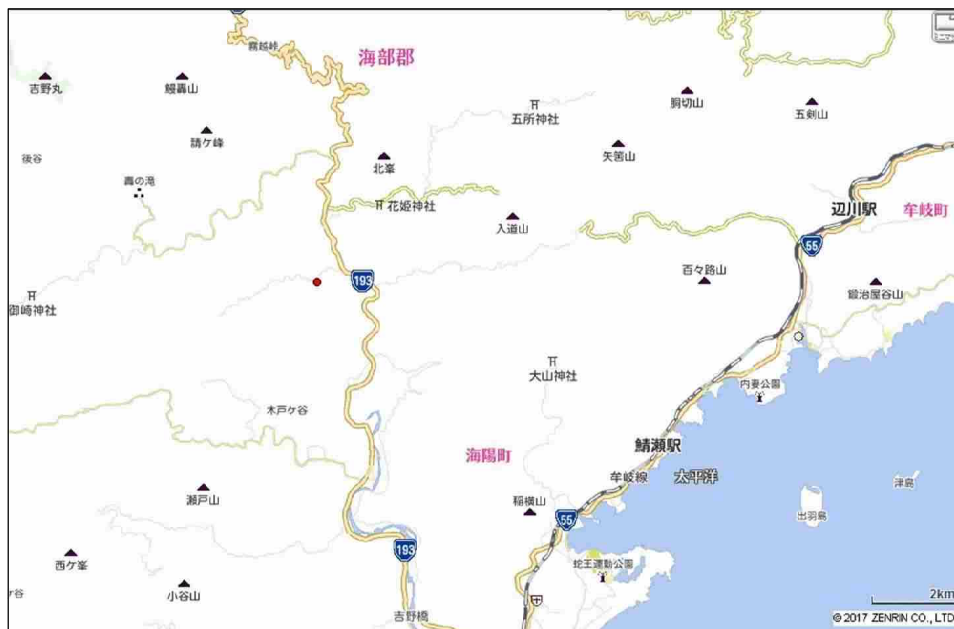 霧越峠
海部郡
吉野丸
鰻轟山
胴切山
五剣山
五所神社
請ケ峰
後谷
北峯
矢筈山
轟の滝
花姫神社
入道山
辺川駅
牟岐町
55
百々路山
鍛治屋谷山
193
御崎神社
大山神社
内妻公園
木戸ケ谷
海陽町
鯖瀬駅
牟岐線
太平洋
瀬戸山
稲横山
津島
出羽島
55
193
西ケ峯
小谷山
蛇王運動公園
ケ谷
吉野橋
2km
© 2017 ZENRIN CO., LTD